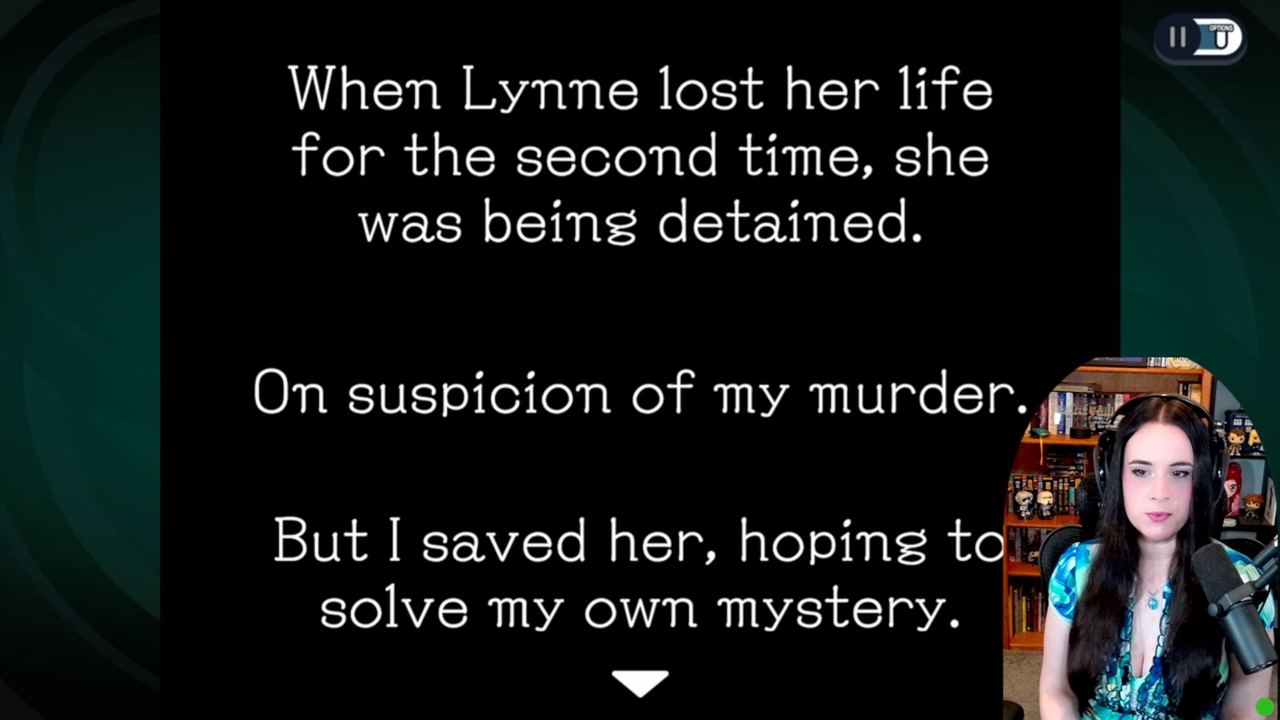 OPTIONS
When Lynne lost her life
for the second time, she
was being detained.
On suspicion of my murder.
But I saved her, hoping to
solve my own mystery.